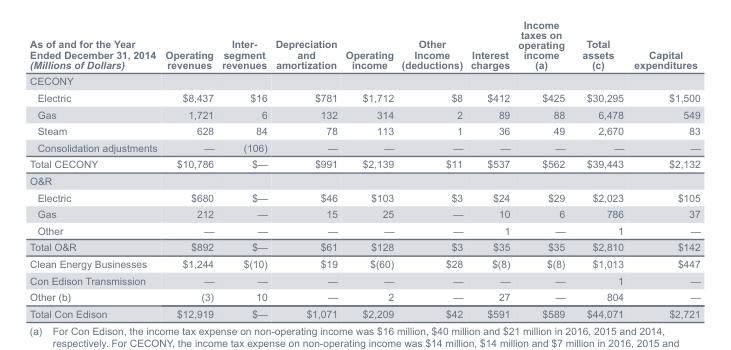 Income
taxes on
As of and for the Year Inter- Depreciation Other operating Total
Ended December 31, 2014 Operating segment and Operating Income Interest income assets Capital
(Millions of Dollars) revenues revenues amortization income (deductions) charges (a) (c) expenditures
CECONY
Electric $8,437 $16 $781 $1,712 $8 $412 $425 $30,295 $1,500
Gas 1,721 6 132 314 2 89 88 6,478 549
Steam 628 84 78 113 1 36 49 2,670 83
Consolidation adjustments — (106) — — — — — — —
Total CECONY $10,786 $— $991 $2,139 $11 $537 $562 $39,443 $2,132
O&R
Electric $680 $— $46 $103 $3 $24 $29 $2,023 $105
Gas 212 — 15 25 — 10 6 786 37
Other — — — — — 1 — 1 —
Total O&R $892 $— $61 $128 $3 $35 $35 $2,810 $142
Clean Energy Businesses $1,244 $(10) $19 $(60) $28 $(8) $(8) $1,013 $447
Con Edison Transmission — — — — — — — 1 —
Other (b) (3) 10 — 2 — 27 — 804 —
Total Con Edison $12,919 $— $1,071 $2,209 $42 $591 $589 $44,071 $2,721
(a) For Con Edison, the income tax expense on non-operating income was $16 million, $40 million and $21 million in 2016, 2015 and 2014,
respectively. For CECONY, the income tax expense on non-operating income was $14 million, $14 million and $7 million in 2016, 2015 and